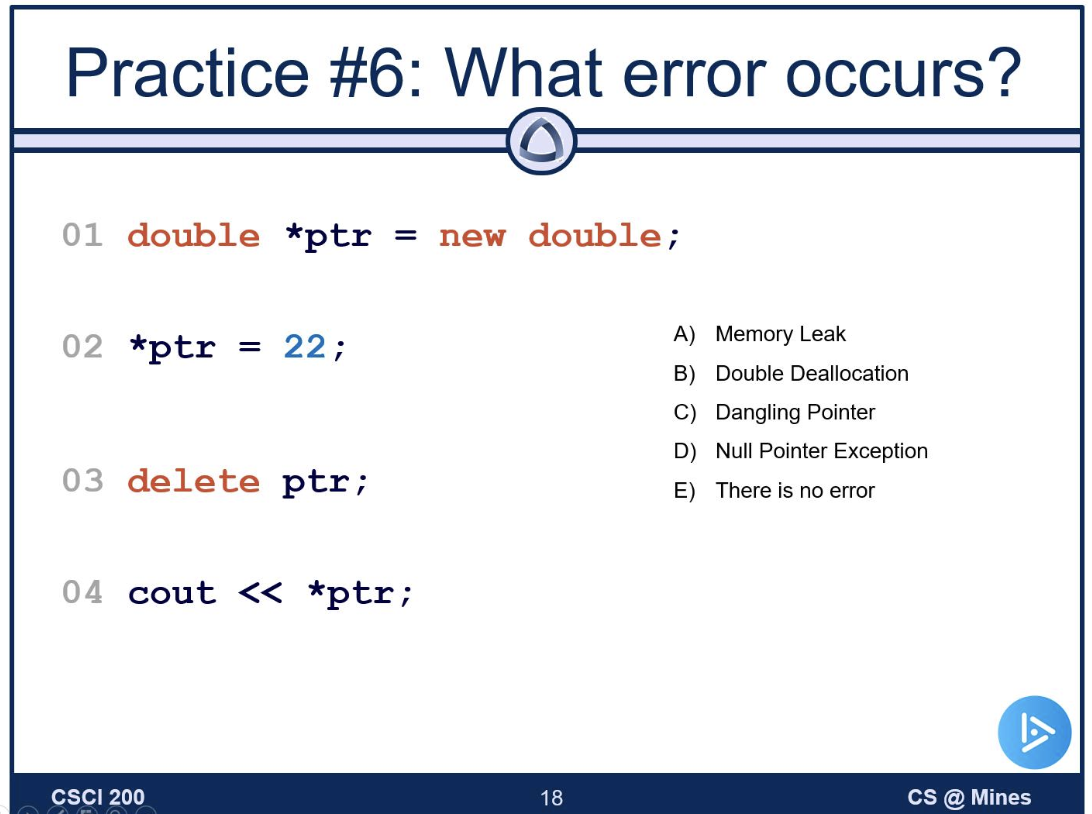 Practice #6: What error occurs?
01 double *ptr = new double;
02 *ptr = 22;
A) Memory Leak
B) Double Deallocation
C) Dangling Pointer
D) Null Pointer Exception
E) There is no error
03 delete ptr;
04 cout << *ptr;
CSCI 200
18
CS @ Mines